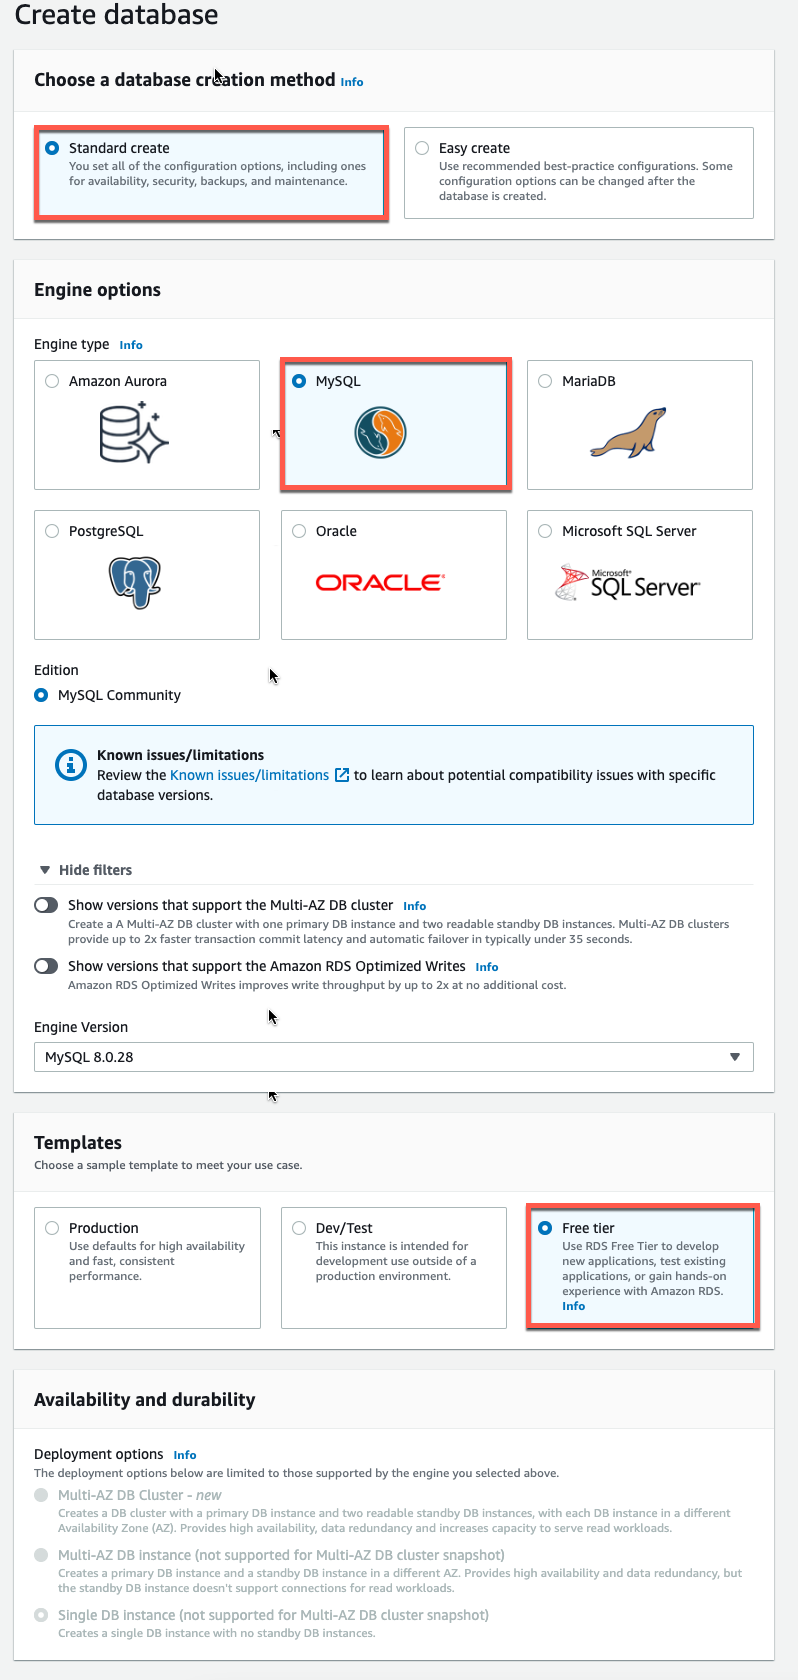 Create database
Choose a database creation method Info
Standard create
You set all of the configuration options, including ones
for availability, security, backups, and maintenance.
Easy create
Use recommended best-practice configurations. Some
configuration options can be changed after the
database is created.
Engine options
Engine type Info
Amazon Aurora
MySQL
MariaDB
PostgreSQL
Oracle
ORACLE
Microsoft SQL Server
Microsoft
SQL Server
Edition
MySQL Community
Known issues/limitations
Review the Known issues/limitations to learn about potential compatibility issues with specific
database versions.
Hide filters
Show versions that support the Multi-AZ DB cluster Info
Create a A Multi-AZ DB cluster with one primary DB instance and two readable standby DB instances. Multi-AZ DB clusters
provide up to 2x faster transaction commit latency and automatic failover in typically under 35 seconds.
Show versions that support the Amazon RDS Optimized Writes Info
Amazon RDS Optimized Writes improves write throughput by up to 2x at no additional cost.
Engine Version
MySQL 8.0.28
Templates
Choose a sample template to meet your use case.
Production
Use defaults for high availability
and fast, consistent
performance.
Dev/Test
This instance is intended for
development use outside of a
production environment.
Free tier
Use RDS Free Tier to develop
new applications, test existing
applications, or gain hands-on
experience with Amazon RDS.
Info
Availability and durability
Deployment options Info
The deployment options below are limited to those supported by the engine you selected above.
Multi-AZ DB Cluster - new
Creates a DB cluster with a primary DB instance and two readable standby DB instances, with each DB instance in a different
Availability Zone (AZ). Provides high availability, data redundancy and increases capacity to serve read workloads.
Multi-AZ DB instance (not supported for Multi-AZ DB cluster snapshot)
Creates a primary DB instance and a standby DB instance in a different AZ. Provides high availability and data redundancy, but
the standby DB instance doesn't support connections for read workloads.
Single DB instance (not supported for Multi-AZ DB cluster snapshot)
Creates a single DB instance with no standby DB instances.